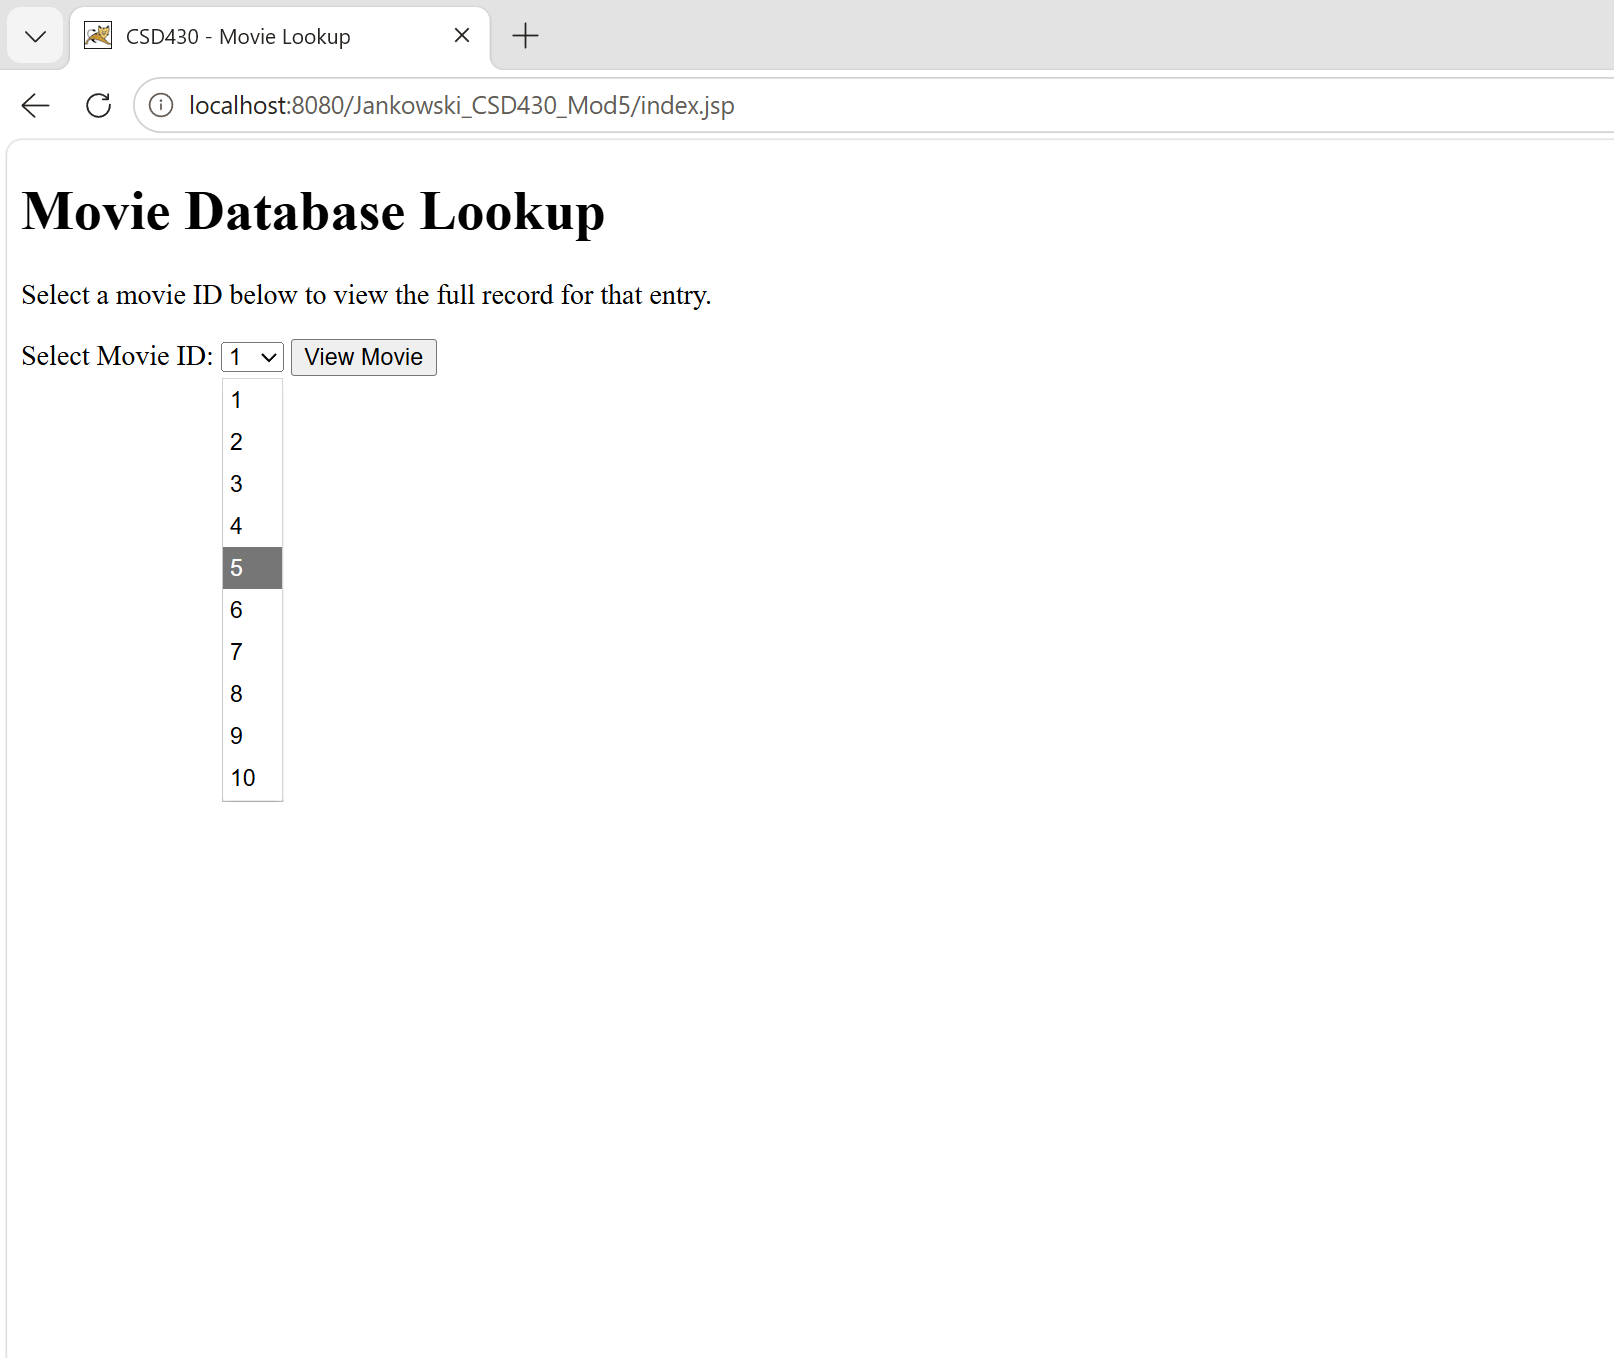 CSD430 - Movie Lookup
localhost:8080/Jankowski_CSD430_Mod5/index.jsp
Movie Database Lookup
Select a movie ID below to view the full record for that entry.
Select Movie ID: 1 View Movie
1
2
3
4
5
6
7
8
9
10